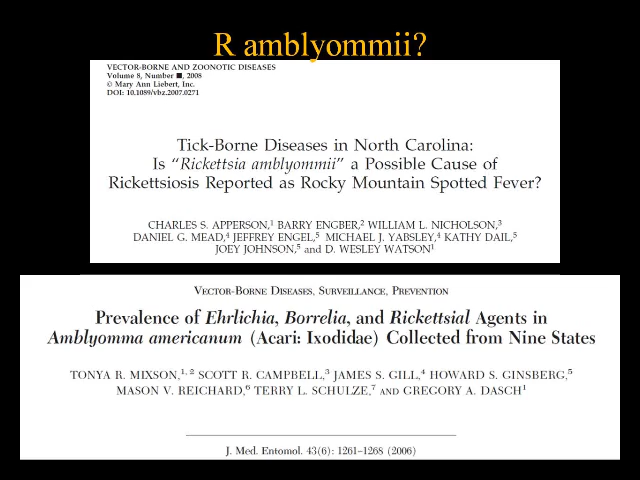 R amblyommii?
VECTOR-BORNE AND ZOONOTIC DISEASES
Volume 8, Number ■, 2008
© Mary Ann Liebert, Inc.
DOI: 10.1089/vbz.2007.0271
Tick-Borne Diseases in North Carolina:
Is “Rickettsia amblyommii” a Possible Cause of
Rickettsiosis Reported as Rocky Mountain Spotted Fever?
CHARLES S. APPERSON,¹ BARRY ENGBER,² WILLIAM L. NICHOLSON,³
DANIEL G. MEAD,⁴ JEFFREY ENGEL,⁵ MICHAEL J. YABSLEY,⁴ KATHY DAIL,⁵
JOEY JOHNSON,⁵ and D. WESLEY WATSON¹
VECTOR-BORNE DISEASES, SURVEILLANCE, PREVENTION
Prevalence of Ehrlichia, Borrelia, and Rickettsial Agents in
Amblyomma americanum (Acari: Ixodidae) Collected from Nine States
TONYA R. MIXSON,¹,² SCOTT R. CAMPBELL,³ JAMES S. GILL,⁴ HOWARD S. GINSBERG,⁵
MASON V. REICHARD,⁶ TERRY L. SCHULZE,⁷ AND GREGORY A. DASCH¹
J. Med. Entomol. 43(6): 1261–1268 (2006)